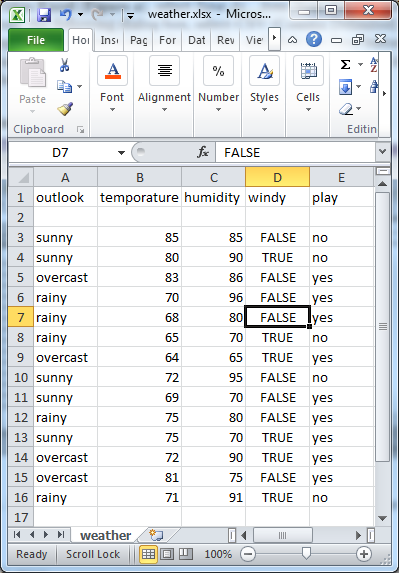 weather.xlsx - Micros...
File Ho Ins Pag For Dat Rev Vie
Paste Font Alignment Number Styles Cells
Clipboard Editin
D7 fx FALSE
A B C D E
1 outlook temporature humidity windy play
2
3 sunny 85 85 FALSE no
4 sunny 80 90 TRUE no
5 overcast 83 86 FALSE yes
6 rainy 70 96 FALSE yes
7 rainy 68 80 FALSE yes
8 rainy 65 70 TRUE no
9 overcast 64 65 TRUE yes
10 sunny 72 95 FALSE no
11 sunny 69 70 FALSE yes
12 rainy 75 80 FALSE yes
13 sunny 75 70 TRUE yes
14 overcast 72 90 TRUE yes
15 overcast 81 75 FALSE yes
16 rainy 71 91 TRUE no
17
weather
Ready Scroll Lock 100%